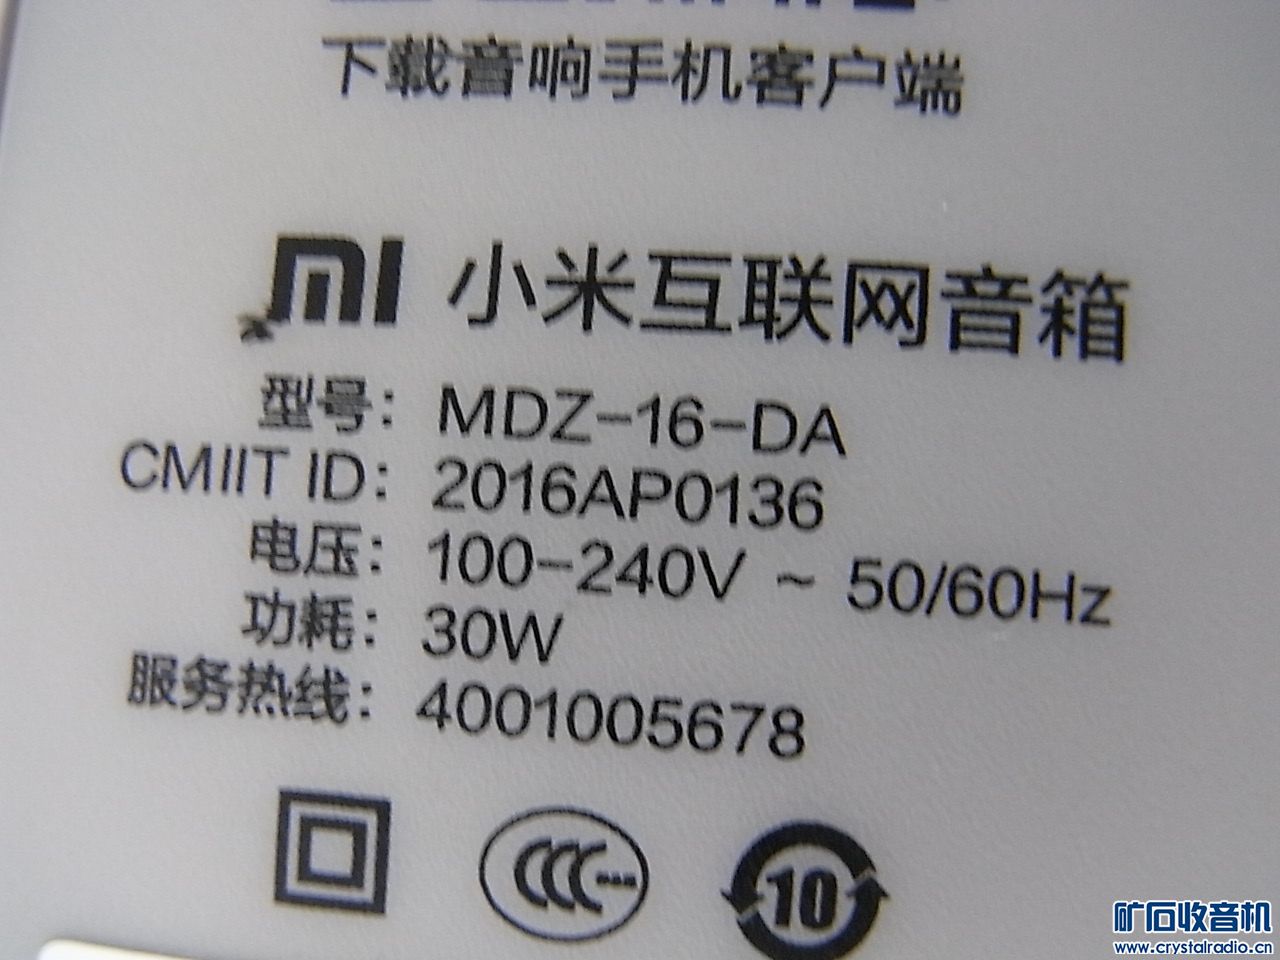 下载音响手机客户端
mi 小米互联网音箱
型号: MDZ-16-DA
CMIIT ID: 2016AP0136
电压: 100-240V ~ 50/60Hz
功耗: 30W
服务热线: 4001005678
CCC
10
矿石收音机
www.crystalradio.cn